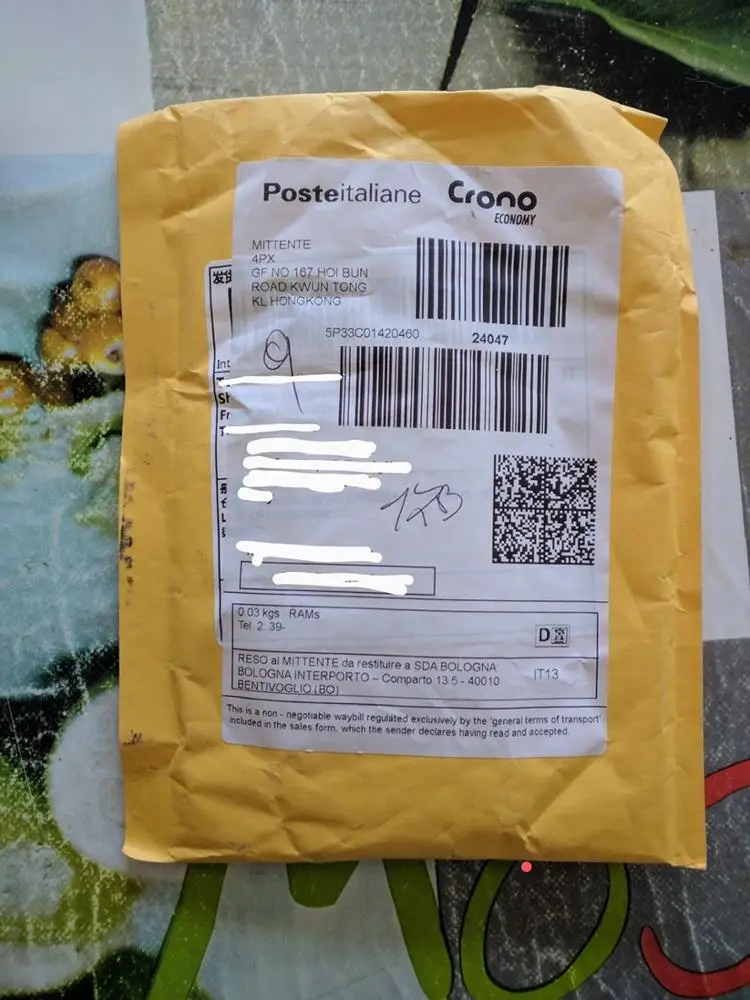 Posteitaliane Crono
ECONOMY
MITTENTE
4PX
GF NO 167 HOI BUN
ROAD KWUN TONG
KL HONGKONG
5P33C01420460 24047
Int
SH
Fr
0.03 kgs RAMs
Tel. 2: 39-
D
RESO al MITTENTE da restituire a SDA BOLOGNA
BOLOGNA INTERPORTO – Comparto 13.5 - 40010
BENTIVOGLIO (BO)
IT13
This is a non - negotiable waybill regulated exclusively by the 'general terms of transport'
included in the sales form. which the sender declares having read and accepted.